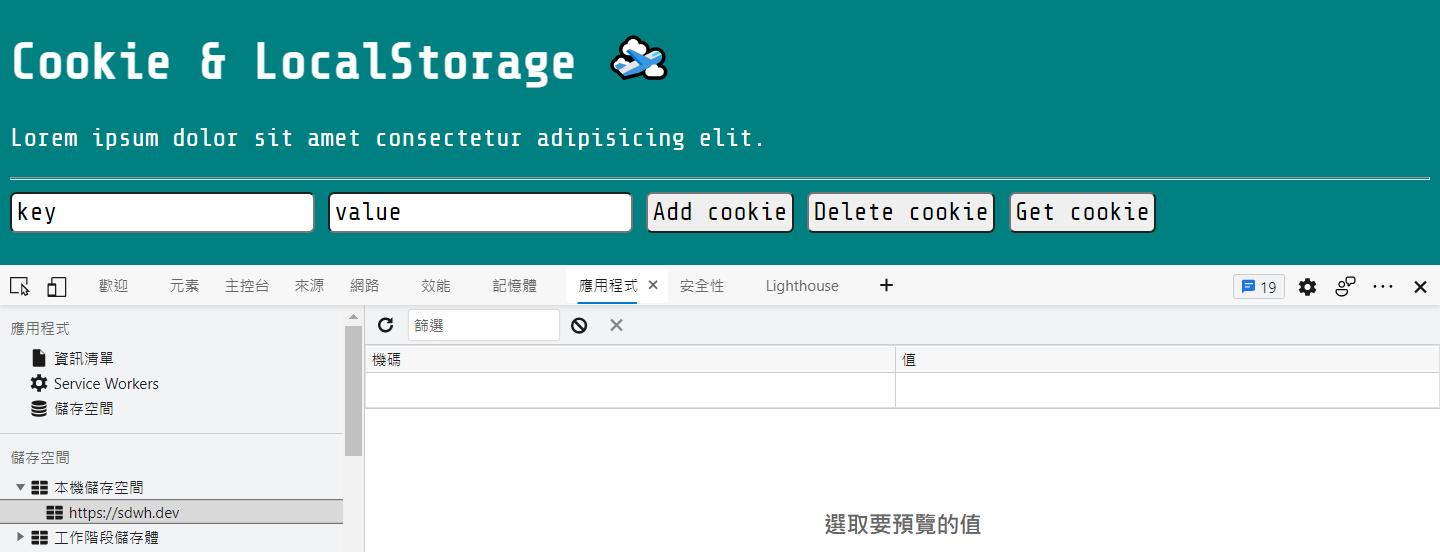 Cookie & LocalStorage
Lorem ipsum dolor sit amet consectetur adipisicing elit.
key value Add cookie Delete cookie Get cookie
歡迎 元素 主控台 來源 網路 效能 記憶體 應用程式 安全性 Lighthouse 19
應用程式
篩選
資訊清單
機碼 值
Service Workers
儲存空間
儲存空間
本機儲存空間
https://sdwh.dev
選取要預覽的值
工作階段儲存體